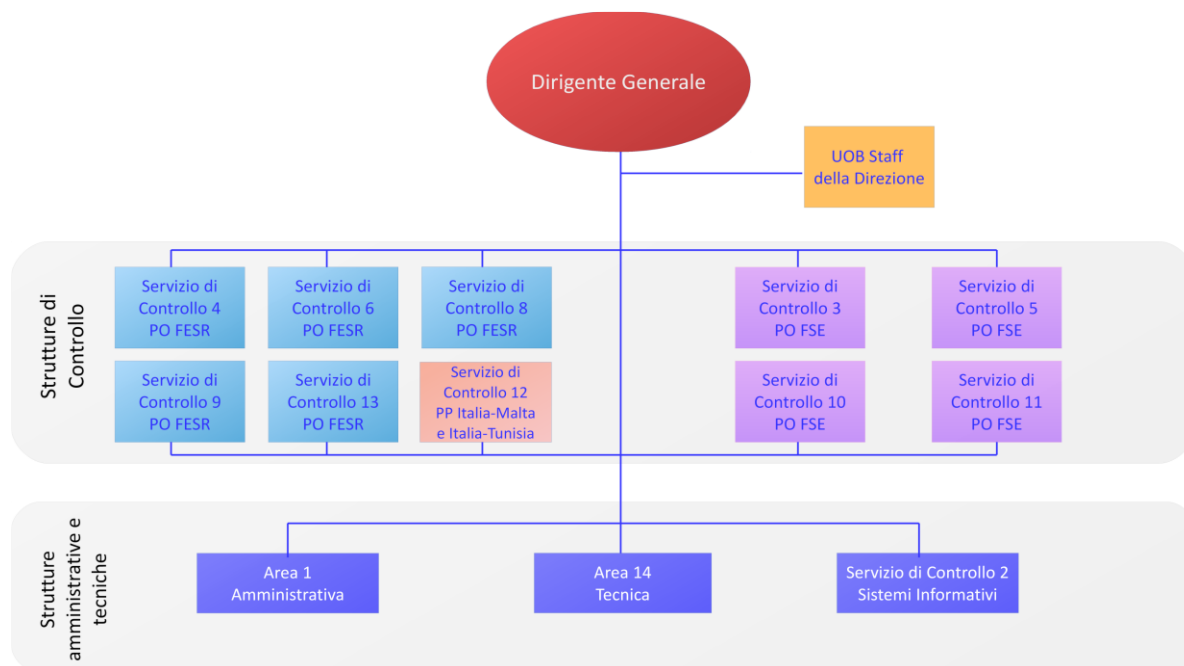 Dirigente Generale
UOB Staff
della Direzione
Strutture di
Controllo
Servizio di
Controllo 4
PO FESR
Servizio di
Controllo 6
PO FESR
Servizio di
Controllo 8
PO FESR
Servizio di
Controllo 3
PO FSE
Servizio di
Controllo 5
PO FSE
Servizio di
Controllo 9
PO FESR
Servizio di
Controllo 13
PO FESR
Servizio di
Controllo 12
PP Italia-Malta
e Italia-Tunisia
Servizio di
Controllo 10
PO FSE
Servizio di
Controllo 11
PO FSE
Strutture
amministrative e
tecniche
Area 1
Amministrativa
Area 14
Tecnica
Servizio di Controllo 2
Sistemi Informativi